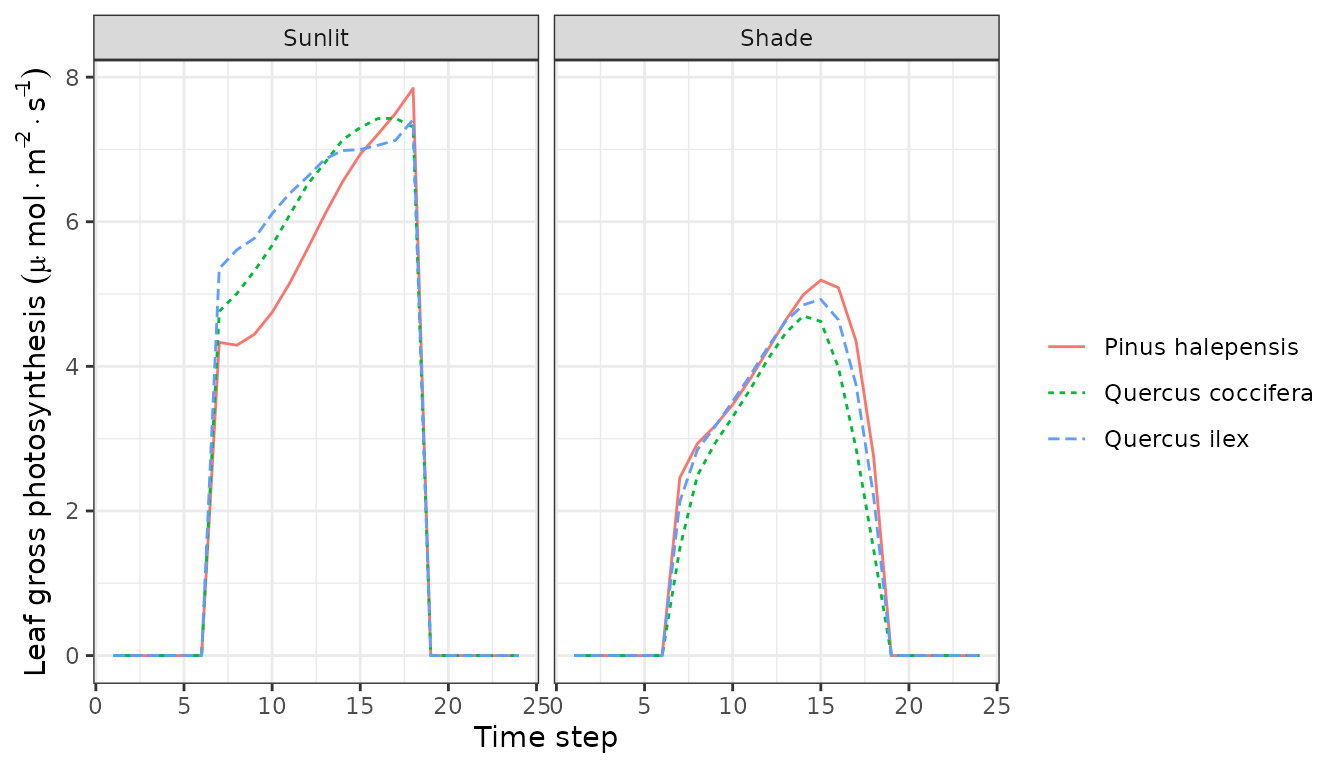 Sunlit Shade
Leaf gross photosynthesis (μ mol · m⁻² · s⁻¹)
8
6
4
2
0
0 5 10 15 20 25
0 5 10 15 20 25
Time step
Pinus halepensis
Quercus coccifera
Quercus ilex